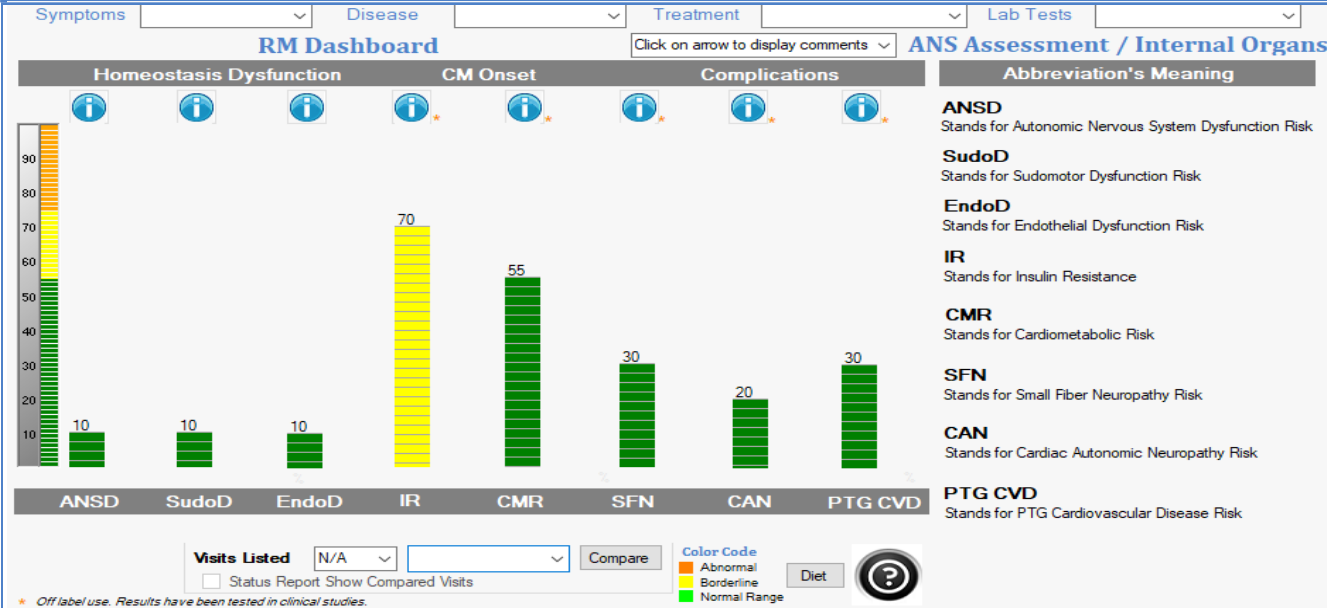 Symptoms Disease Treatment Lab Tests
RM Dashboard Click on arrow to display comments ANS Assessment / Internal Organs
Homeostasis Dysfunction CM Onset Complications Abbreviation's Meaning
* * * * *
ANSD
Stands for Autonomic Nervous System Dysfunction Risk
SudoD
Stands for Sudomotor Dysfunction Risk
EndoD
Stands for Endothelial Dysfunction Risk
IR
Stands for Insulin Resistance
CMR
Stands for Cardiometabolic Risk
SFN
Stands for Small Fiber Neuropathy Risk
CAN
Stands for Cardiac Autonomic Neuropathy Risk
PTG CVD
Stands for PTG Cardiovascular Disease Risk
90
80
70
60
50
40
30
20
10
10 10 10 70 55 30 20 30
% % %
ANSD SudoD EndoD IR CMR SFN CAN PTG CVD
Visits Listed N/A Compare
Status Report Show Compared Visits
Color Code
Abnormal
Borderline
Normal Range
Diet
?
* Off label use. Results have been tested in clinical studies.